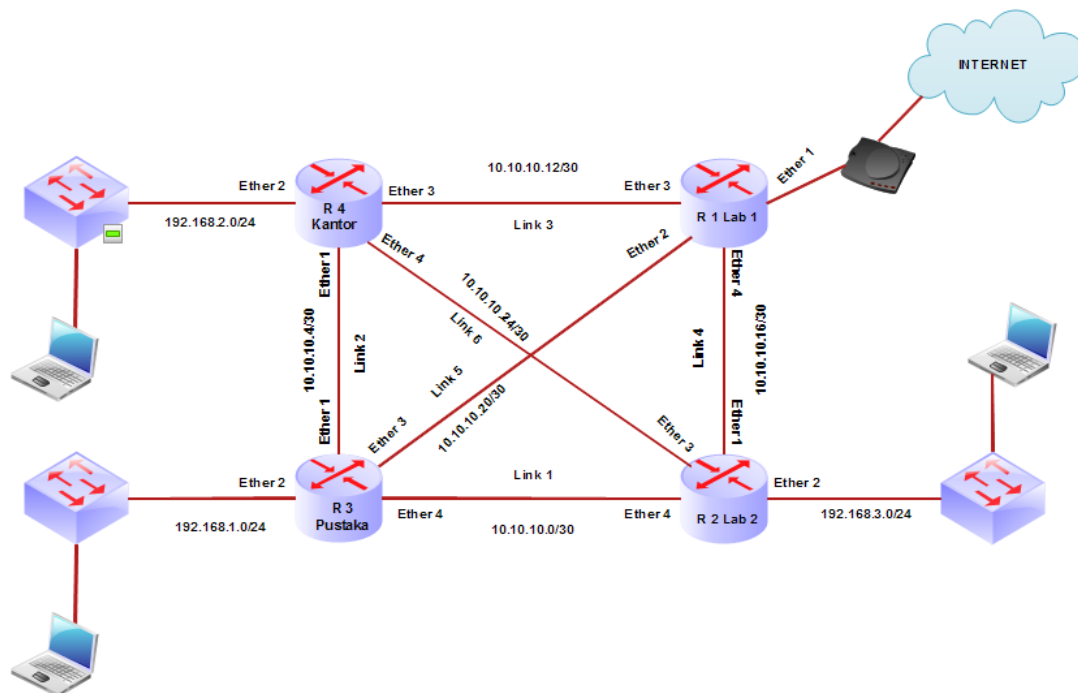 INTERNET
10.10.10.12/30
Ether 1
Ether 2
Ether 3
Ether 3
R 4
Kantor
R 1 Lab 1
192.168.2.0/24
Link 3
Ether 2
Ether 4
Ether 1
Ether 4
10.10.10.24/30
Link 6
10.10.10.4/30
Link 2
Link 4
10.10.10.16/30
Link 5
10.10.10.20/30
Ether 1
Ether 3
Ether 3
Ether 1
Link 1
Ether 2
Ether 2
R 3
Pustaka
192.168.1.0/24
Ether 4
10.10.10.0/30
Ether 4
R 2 Lab 2
192.168.3.0/24